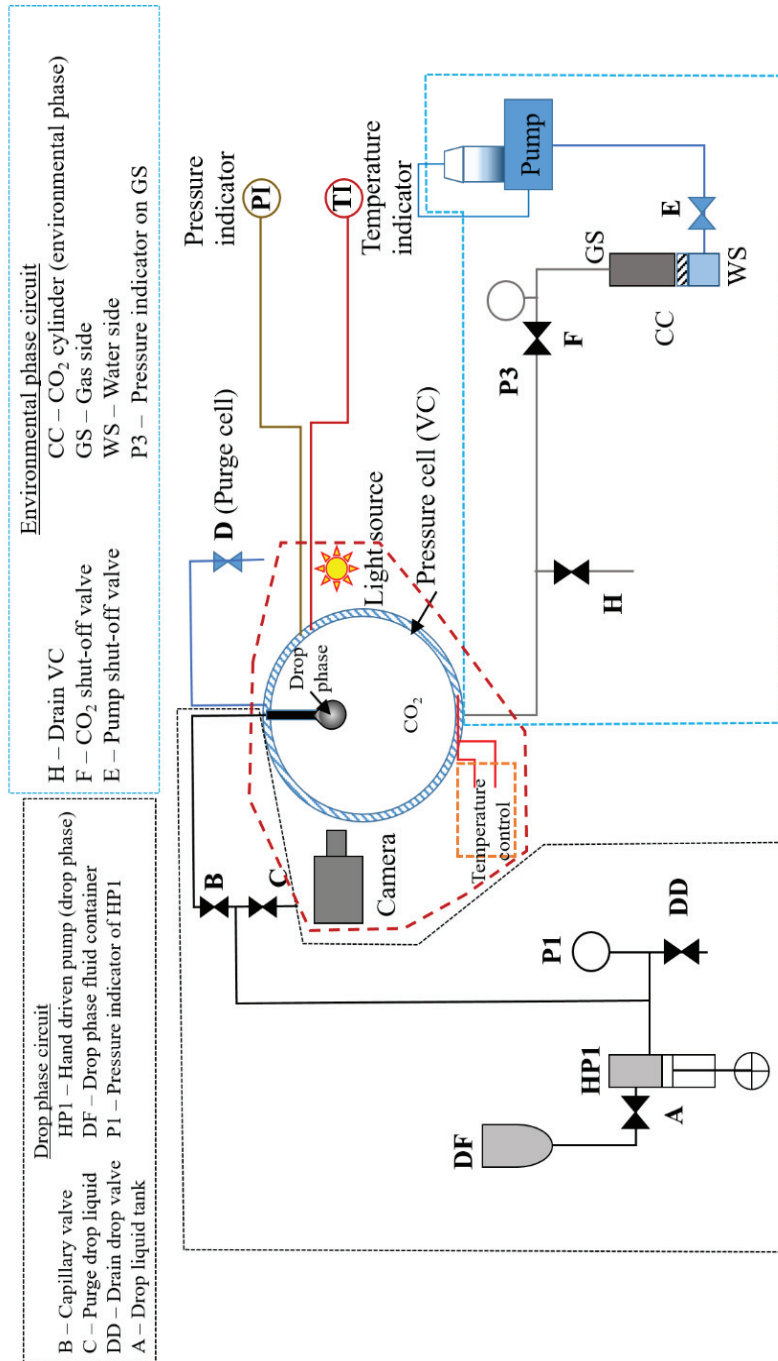 Drop phase circuit
B – Capillary valve
C – Purge drop liquid
DD – Drain drop valve
A – Drop liquid tank
HP1 – Hand driven pump (drop phase)
DF – Drop phase fluid container
P1 – Pressure indicator of HP1
Environmental phase circuit
H – Drain VC
F – CO₂ shut-off valve
E – Pump shut-off valve
CC – CO₂ cylinder (environmental phase)
GS – Gas side
WS – Water side
P3 – Pressure indicator on GS
B
C
D (Purge cell)
Pressure
indicator
PI
TI
Temperature
indicator
Camera
Drop
phase
CO₂
Light source
Pressure cell (VC)
Temperature
control
DF
A
HP1
P1
DD
H
P3
F
GS
CC
WS
E
Pump